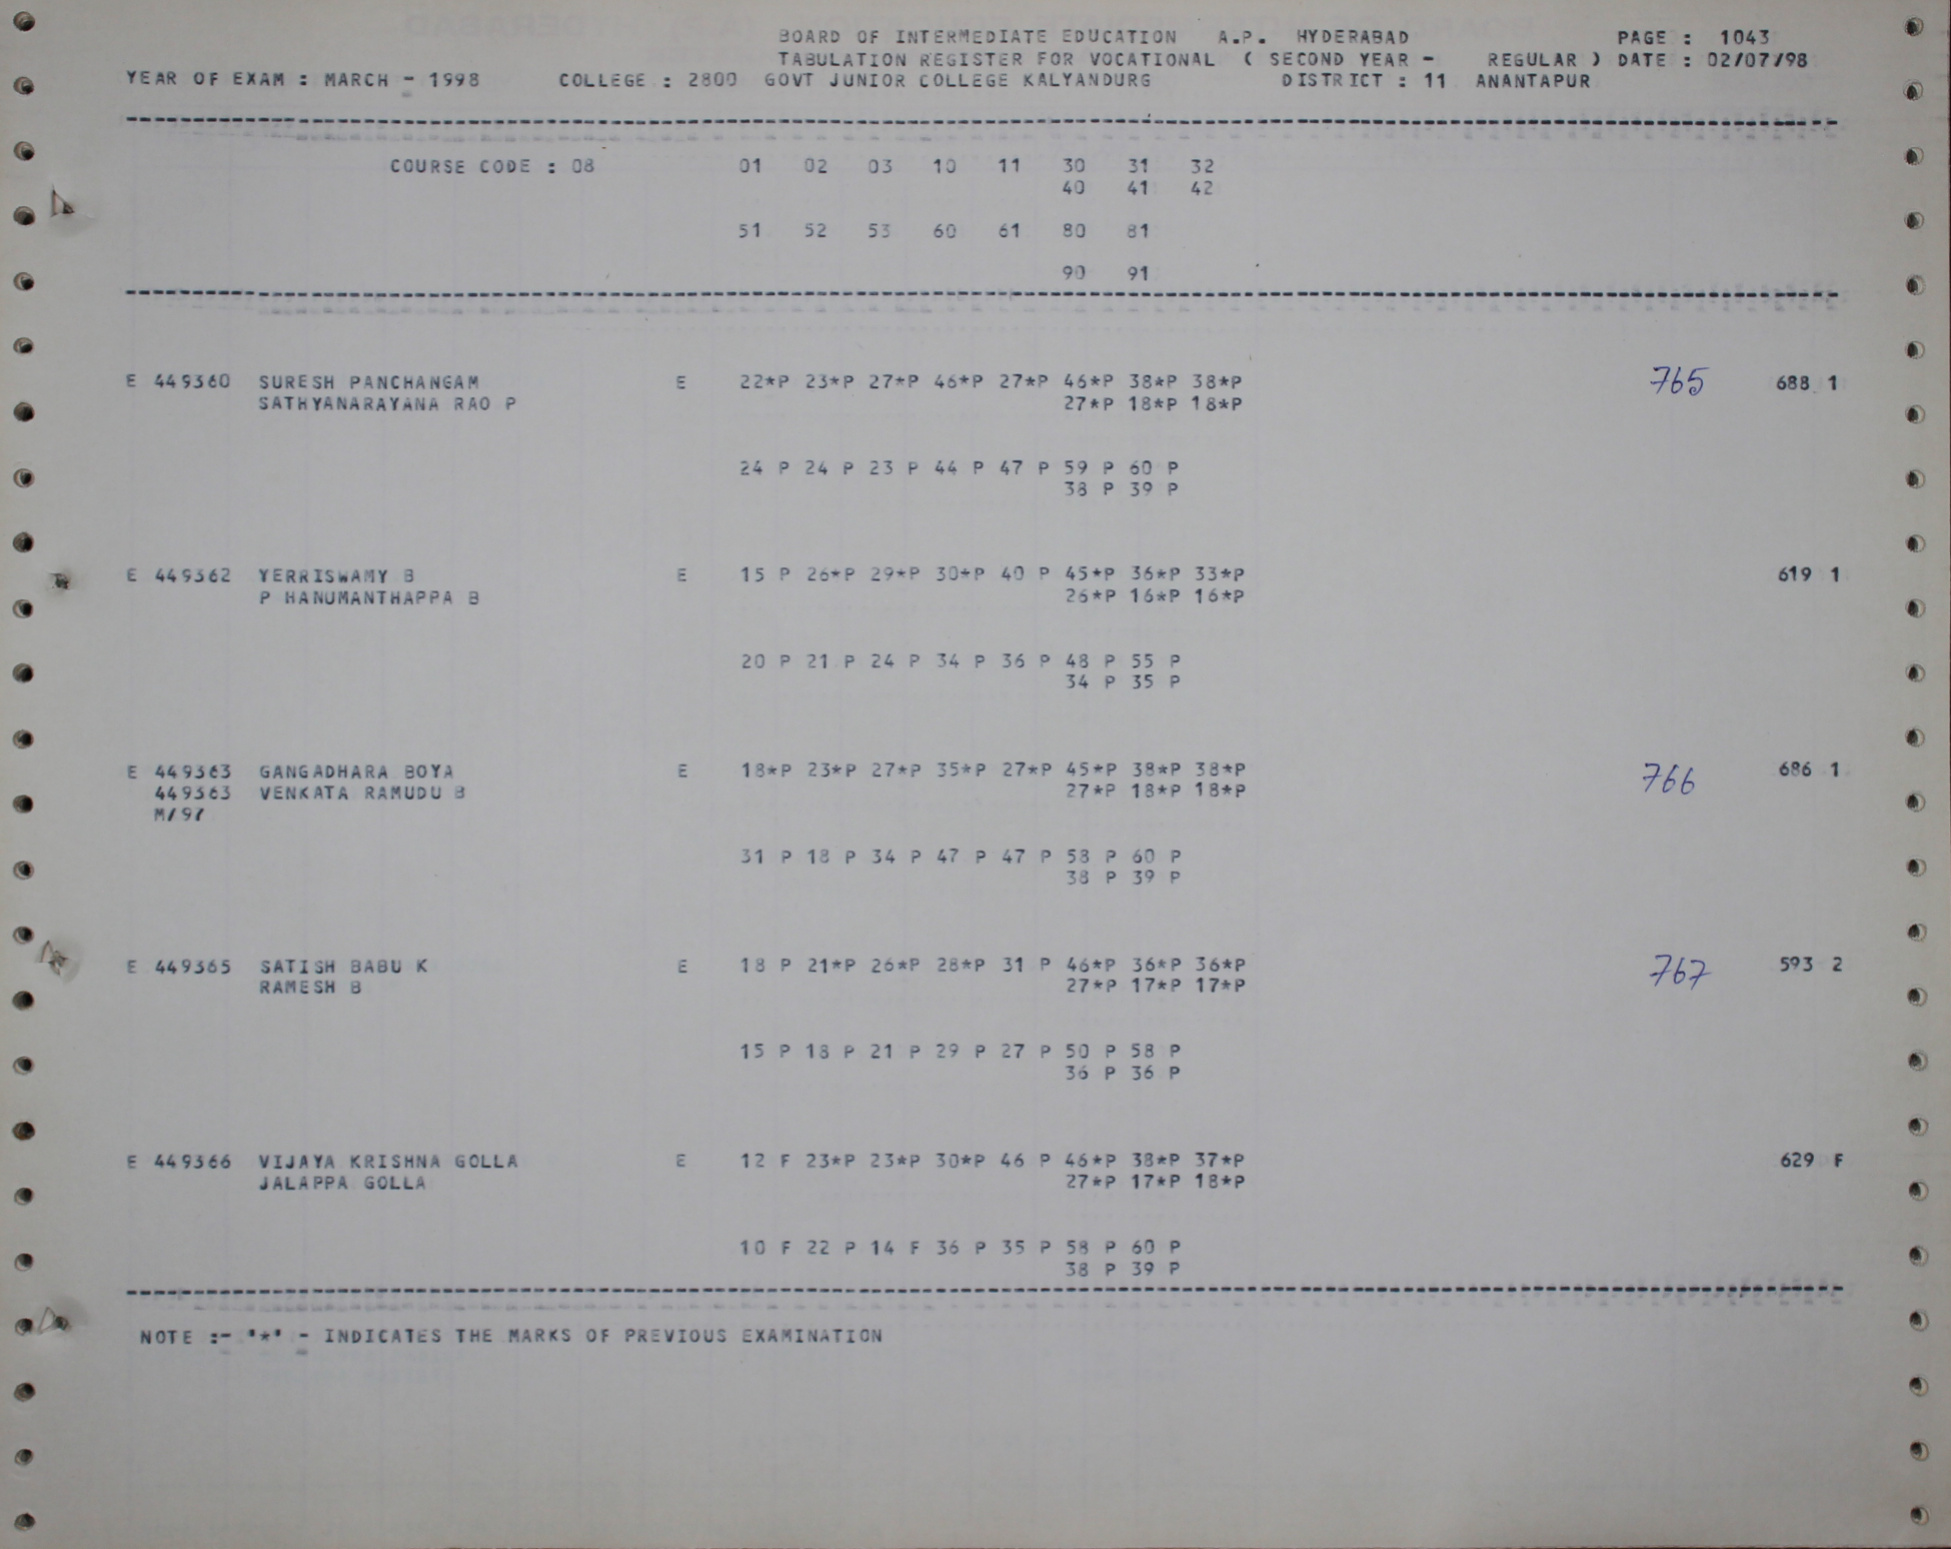 BOARD OF INTERMEDIATE EDUCATION A.P. HYDERABAD PAGE : 1043
TABULATION REGISTER FOR VOCATIONAL ( SECOND YEAR - REGULAR ) DATE : 02/07/98
YEAR OF EXAM : MARCH - 1998 COLLEGE : 2800 GOVT JUNIOR COLLEGE KALYANDURG DISTRICT : 11 ANANTAPUR
COURSE CODE : 08 01 02 03 10 11 30 31 32
40 41 42
51 52 53 60 61 80 81
90 91
E 449360 SURESH PANCHANGAM E 22*P 23*P 27*P 46*P 27*P 46*P 38*P 38*P 765 688 1
SATHYANARAYANA RAO P 27*P 18*P 18*P
24 P 24 P 23 P 44 P 47 P 59 P 60 P
38 P 39 P
E 449362 YERRISWAMY B E 15 P 26*P 29*P 30*P 40 P 45*P 36*P 33*P 619 1
P HANUMANTHAPPA B 26*P 16*P 16*P
20 P 21 P 24 P 34 P 36 P 48 P 55 P
34 P 35 P
E 449363 GANGADHARA BOYA E 18*P 23*P 27*P 35*P 27*P 45*P 38*P 38*P 766 686 1
449363 VENKATA RAMUDU B 27*P 18*P 18*P
M/97
31 P 18 P 34 P 47 P 47 P 58 P 60 P
38 P 39 P
E 449365 SATISH BABU K E 18 P 21*P 26*P 28*P 31 P 46*P 36*P 36*P 767 593 2
RAMESH B 27*P 17*P 17*P
15 P 18 P 21 P 29 P 27 P 50 P 58 P
36 P 36 P
E 449366 VIJAYA KRISHNA GOLLA E 12 F 23*P 23*P 30*P 46 P 46*P 38*P 37*P 629 F
JALAPPA GOLLA 27*P 17*P 18*P
10 F 22 P 14 F 36 P 35 P 58 P 60 P
38 P 39 P
NOTE :- '*' - INDICATES THE MARKS OF PREVIOUS EXAMINATION